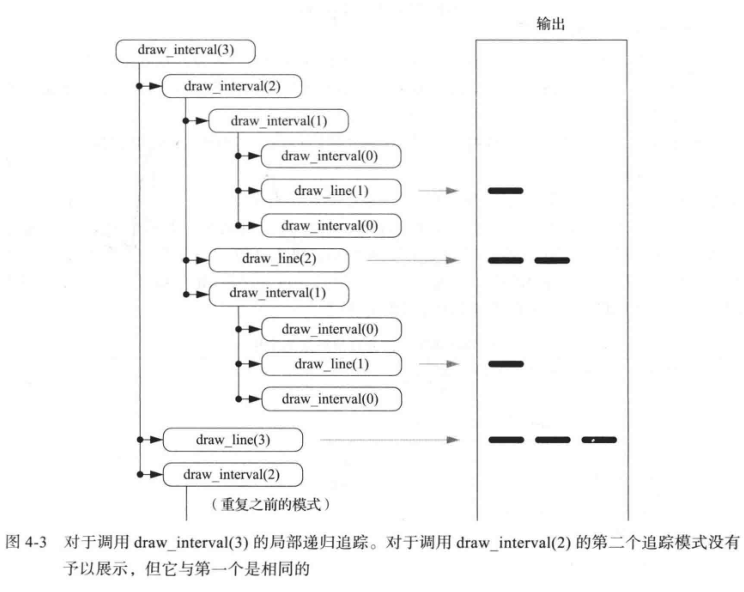 输出
draw_interval(3)
draw_interval(2)
draw_interval(1)
draw_interval(0)
draw_line(1)
draw_interval(0)
draw_line(2)
draw_interval(1)
draw_interval(0)
draw_line(1)
draw_interval(0)
draw_line(3)
draw_interval(2)
（重复之前的模式）
图 4-3 对于调用 draw_interval(3) 的局部递归追踪。对于调用 draw_interval(2) 的第二个追踪模式没有
予以展示，但它与第一个是相同的